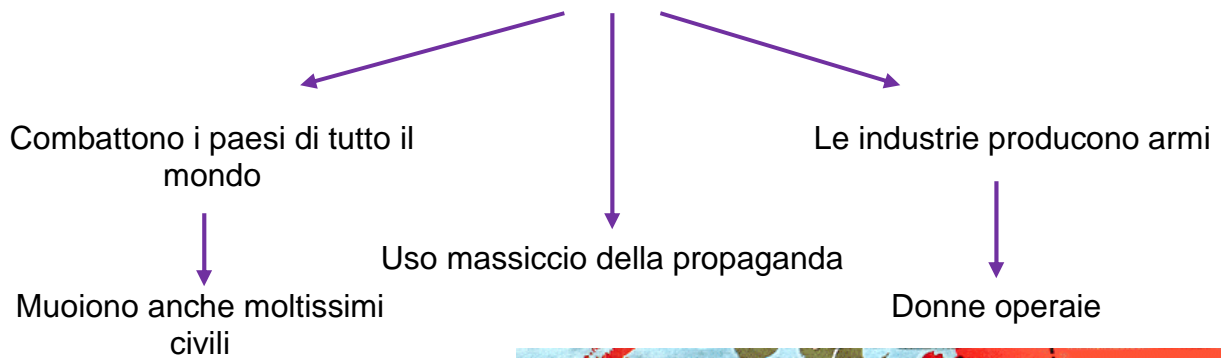 Combattono i paesi di tutto il
mondo
Le industrie producono armi
Uso massiccio della propaganda
Muoiono anche moltissimi
civili
Donne operaie